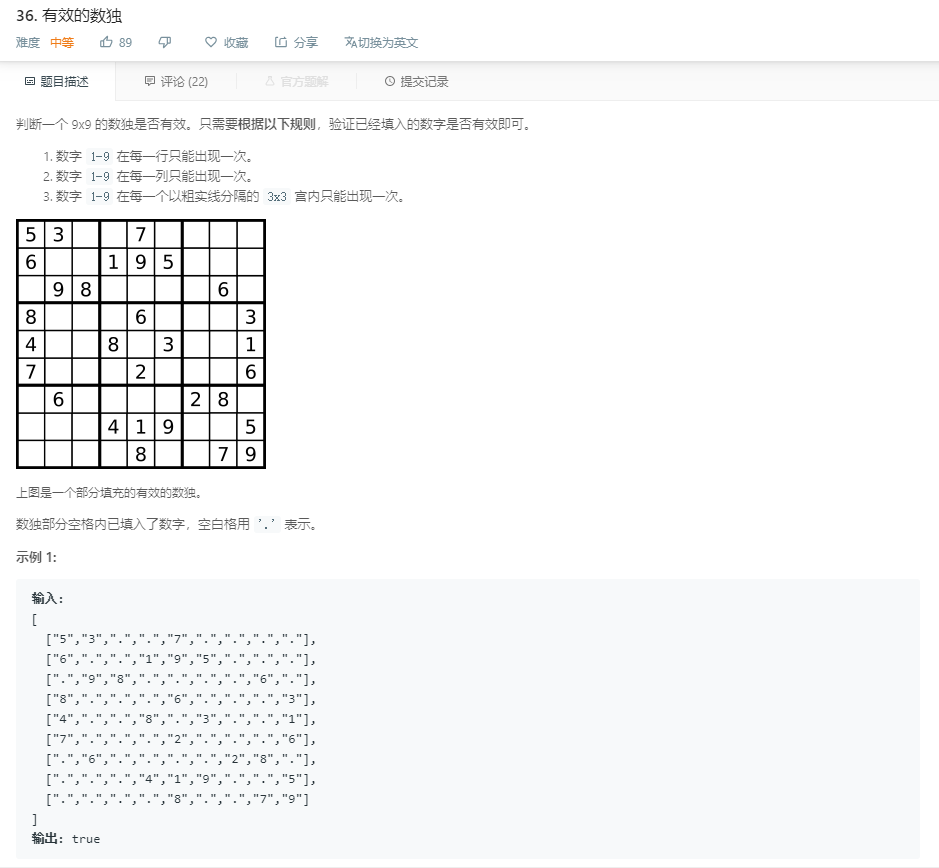 36. 有效的数独
难度 中等 89 收藏 分享 切换为英文
题目描述 评论 (22) 官方题解 提交记录
判断一个 9x9 的数独是否有效。只需要根据以下规则，验证已经填入的数字是否有效即可。
1. 数字 1-9 在每一行只能出现一次。
2. 数字 1-9 在每一列只能出现一次。
3. 数字 1-9 在每一个以粗实线分隔的 3x3 宫内只能出现一次。
5 3 7
6 1 9 5
9 8 6
8 6 3
4 8 3 1
7 2 6
6 2 8
4 1 9 5
8 7 9
上图是一个部分填充的有效的数独。
数独部分空格内已填入了数字，空白格用 '.' 表示。
示例 1:
输入:
[
["5","3",".",".","7",".",".",".","."],
["6",".",".","1","9","5",".",".","."],
[".","9","8",".",".",".",".","6","."],
["8",".",".",".","6",".",".",".","3"],
["4",".",".","8",".","3",".",".","1"],
["7",".",".",".","2",".",".",".","6"],
[".","6",".",".",".",".","2","8","."],
[".",".",".","4","1","9",".",".","5"],
[".",".",".",".","8",".",".","7","9"]
]
输出: true